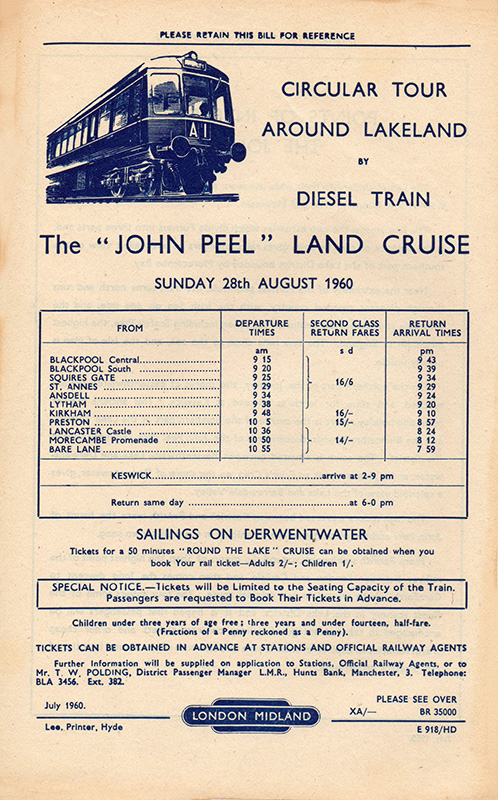 PLEASE RETAIN THIS BILL FOR REFERENCE
A1
CIRCULAR TOUR
AROUND LAKELAND
BY
DIESEL TRAIN
The "JOHN PEEL" LAND CRUISE
SUNDAY 28th AUGUST 1960
FROM DEPARTURE TIMES SECOND CLASS RETURN FARES RETURN ARRIVAL TIMES
am s d pm
BLACKPOOL Central 9 15 9 43
BLACKPOOL South 9 20 9 39
SQUIRES GATE 9 25 16/6 9 34
ST. ANNES 9 29 9 29
ANSDELL 9 34 9 24
LYTHAM 9 38 9 20
KIRKHAM 9 48 16/– 9 10
PRESTON 10 5 15/– 8 57
LANCASTER Castle 10 36 8 24
MORECAMBE Promenade 10 50 14/– 8 12
BARE LANE 10 55 7 59
KESWICK arrive at 2-9 pm
Return same day at 6-0 pm
SAILINGS ON DERWENTWATER
Tickets for a 50 minutes "ROUND THE LAKE" CRUISE can be obtained when you
book Your rail ticket—Adults 2/–; Children 1/.
SPECIAL NOTICE.—Tickets will be Limited to the Seating Capacity of the Train.
Passengers are requested to Book Their Tickets in Advance.
Children under three years of age free; three years and under fourteen, half-fare.
(Fractions of a Penny reckoned as a Penny).
TICKETS CAN BE OBTAINED IN ADVANCE AT STATIONS AND OFFICIAL RAILWAY AGENTS
Further Information will be supplied on application to Stations, Official Railway Agents, or to
Mr. T. W. POLDING, District Passenger Manager L.M.R., Hunts Bank, Manchester, 3. Telephone:
BLA 3456. Ext. 382.
July 1960.
LONDON MIDLAND
PLEASE SEE OVER
XA/— BR 35000
Lee, Printer, Hyde
E 918/HD